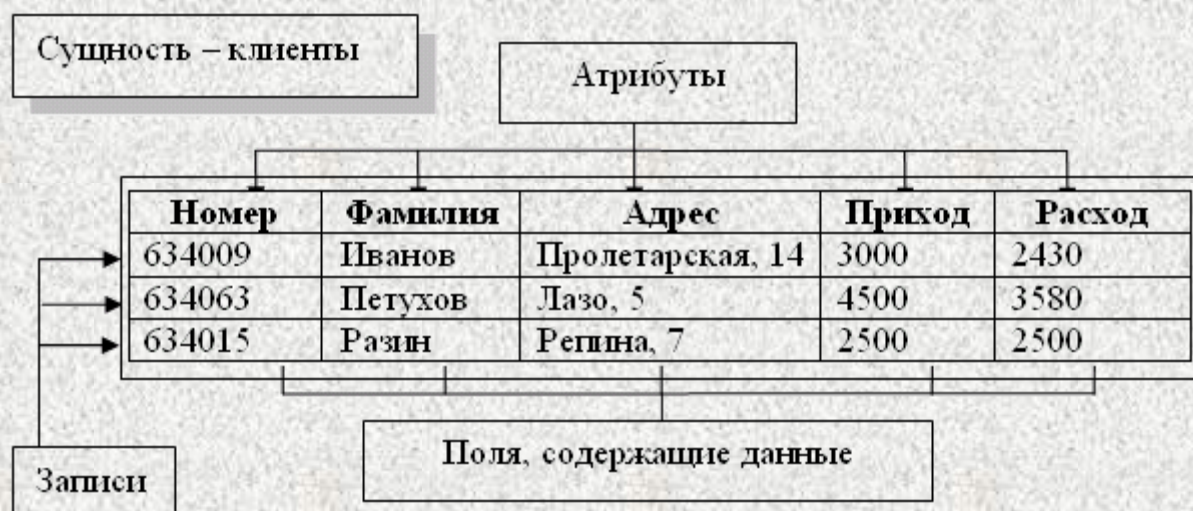 Сущность – клиенты
Атрибуты
Номер Фамилия Адрес Приход Расход
634009 Иванов Пролетарская, 14 3000 2430
634063 Петухов Лазо, 5 4500 3580
634015 Разин Репина, 7 2500 2500
Поля, содержащие данные
Записи